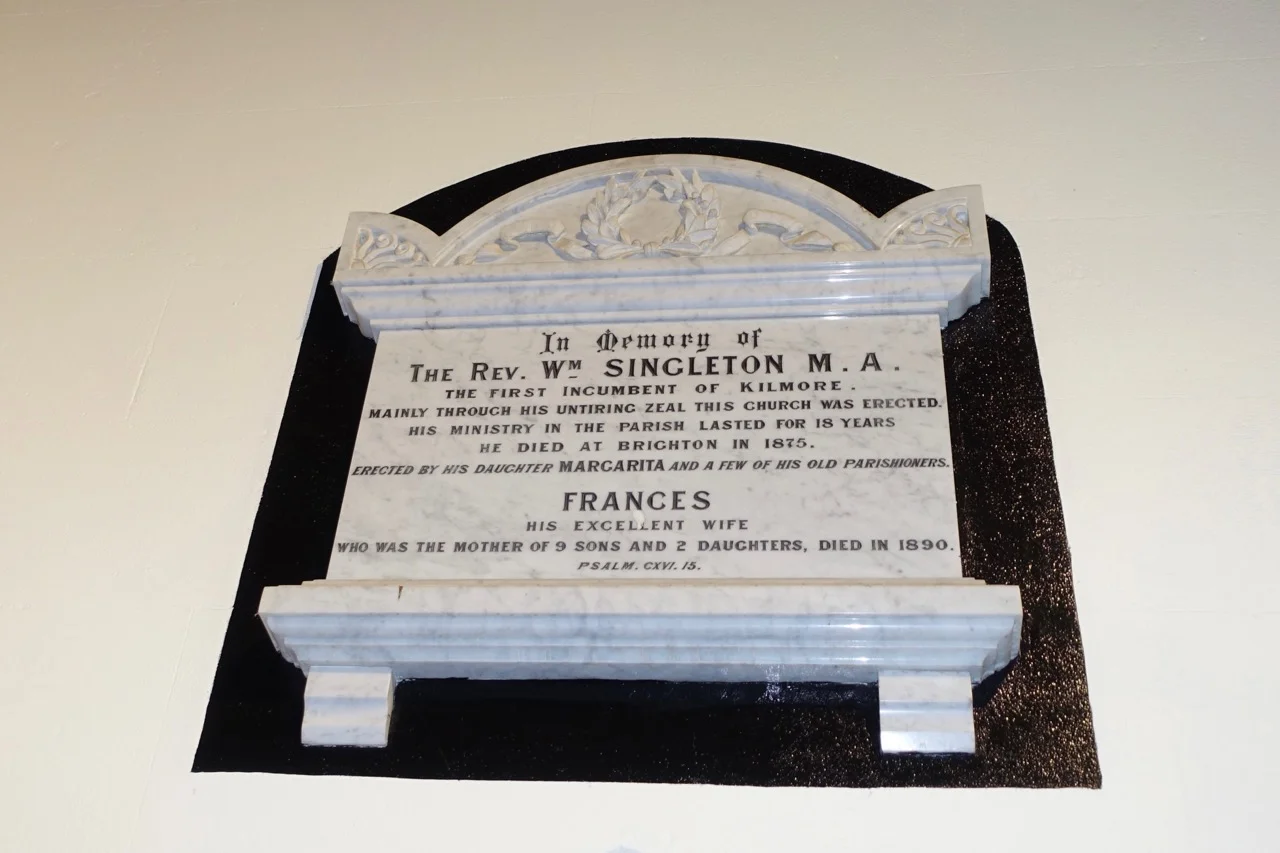 In Memory of
THE REV. WM SINGLETON M.A.
THE FIRST INCUMBENT OF KILMORE.
MAINLY THROUGH HIS UNTIRING ZEAL THIS CHURCH WAS ERECTED.
HIS MINISTRY IN THE PARISH LASTED FOR 18 YEARS
HE DIED AT BRIGHTON IN 1875.
ERECTED BY HIS DAUGHTER MARGARITA AND A FEW OF HIS OLD PARISHIONERS.
FRANCES
HIS EXCELLENT WIFE
WHO WAS THE MOTHER OF 9 SONS AND 2 DAUGHTERS, DIED IN 1890.
PSALM. CXVI. 15.